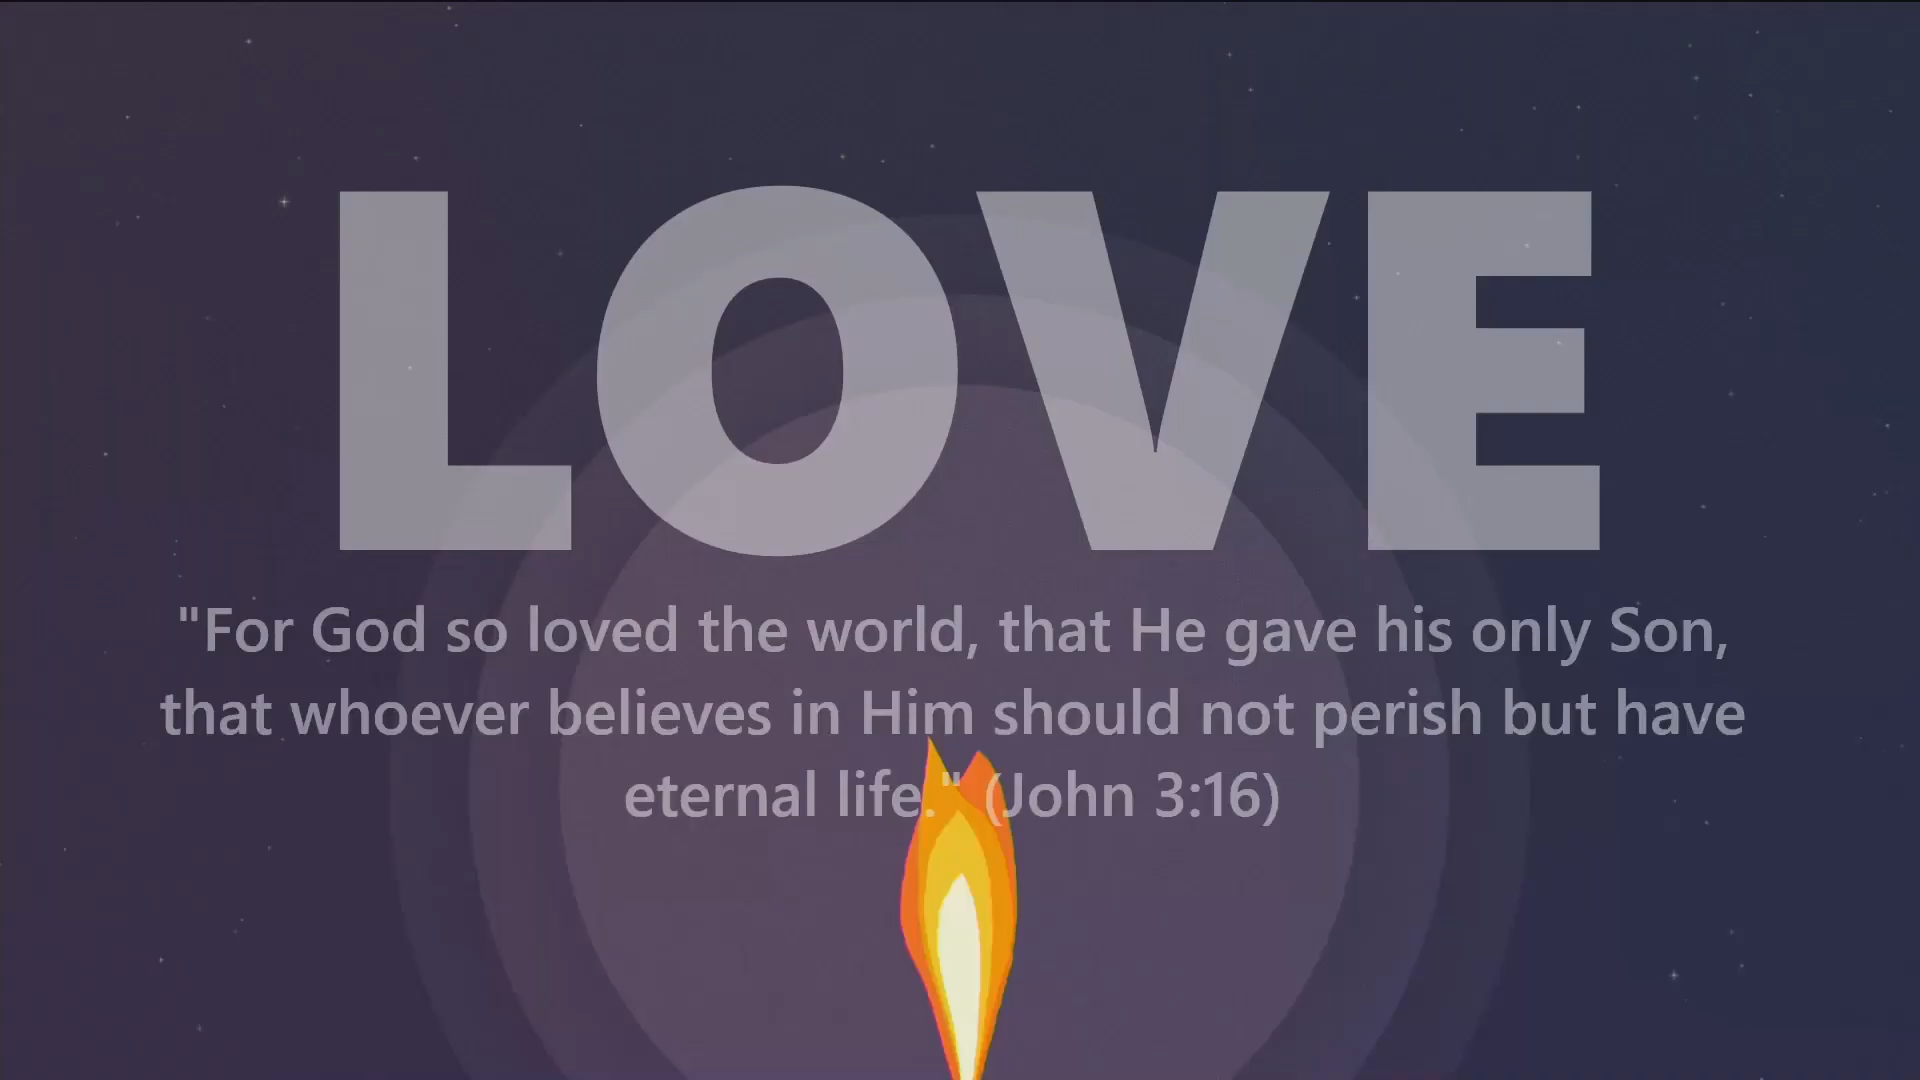 LOVE
"For God so loved the world, that He gave his only Son,
that whoever believes in Him should not perish but have
eternal life." (John 3:16)